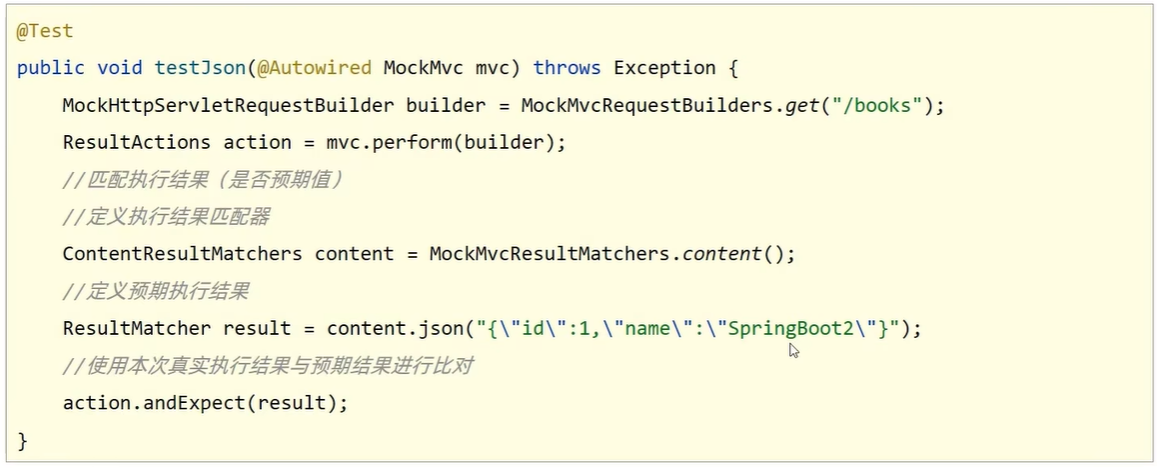 @Test
public void testJson(@Autowired MockMvc mvc) throws Exception {
    MockHttpServletRequestBuilder builder = MockMvcRequestBuilders.get("/books");
    ResultActions action = mvc.perform(builder);
    //匹配执行结果（是否预期值）
    //定义执行结果匹配器
    ContentResultMatchers content = MockMvcResultMatchers.content();
    //定义预期执行结果
    ResultMatcher result = content.json("{\"id\":1,\"name\":\"SpringBoot2\"}");
    //使用本次真实执行结果与预期结果进行比对
    action.andExpect(result);
}